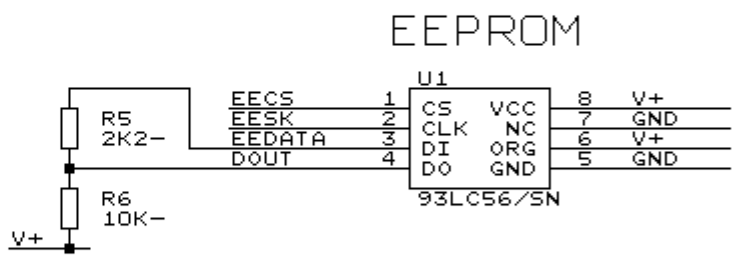 EEPROM
U1
EECS 1 CS VCC 8 V+
EESK 2 CLK NC 7 GND
EEDATA 3 DI ORG 6 V+
DOUT 4 DO GND 5 GND
93LC56/SN
R5
2K2-
R6
10K-
V+